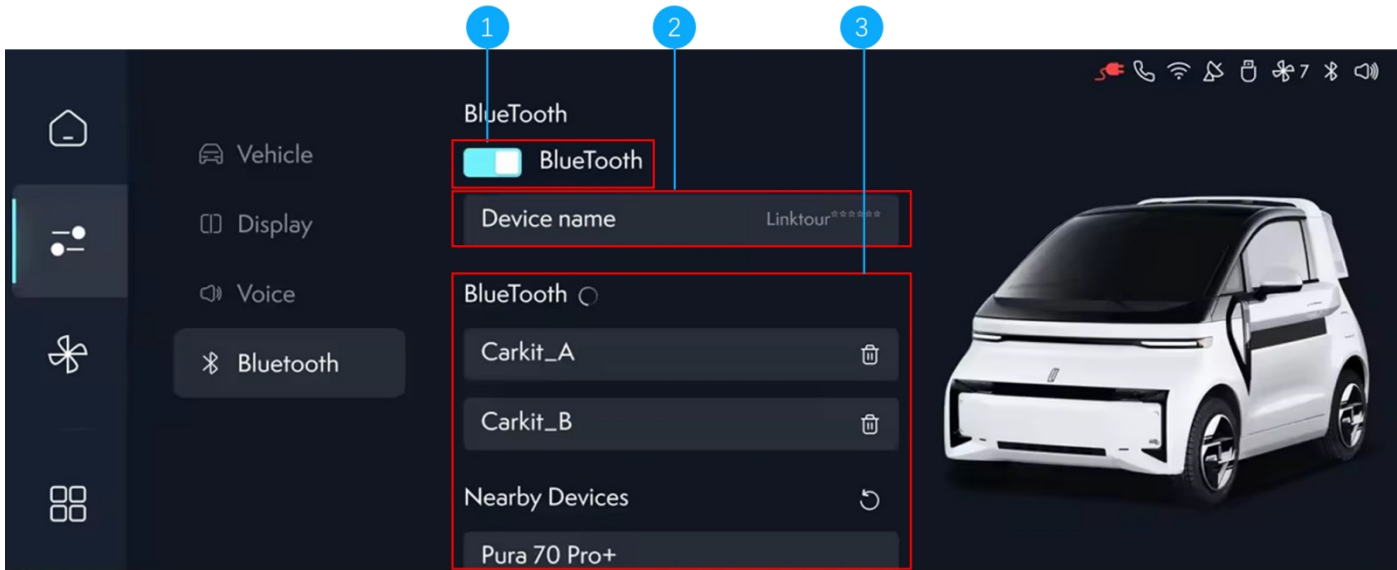 1 2 3
7
BlueTooth
Vehicle
BlueTooth
Device name Linktour******
Display
Voice
BlueTooth
Carkit_A
Bluetooth
Carkit_B
Nearby Devices
Pura 70 Pro+